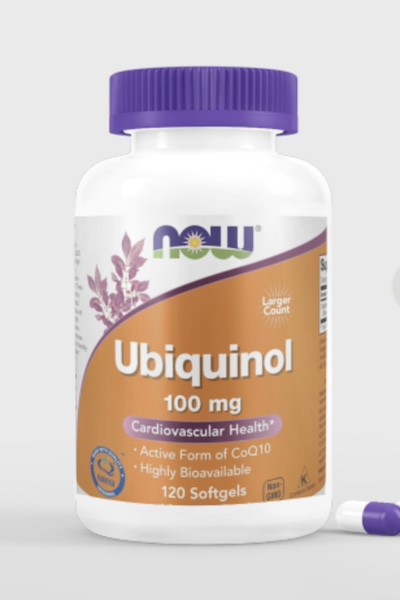 NOW®
Larger
Count
Ubiquinol
100 mg
Cardiovascular Health*
• Active Form of CoQ10
• Highly Bioavailable
120 Softgels
Non-
GMO
K